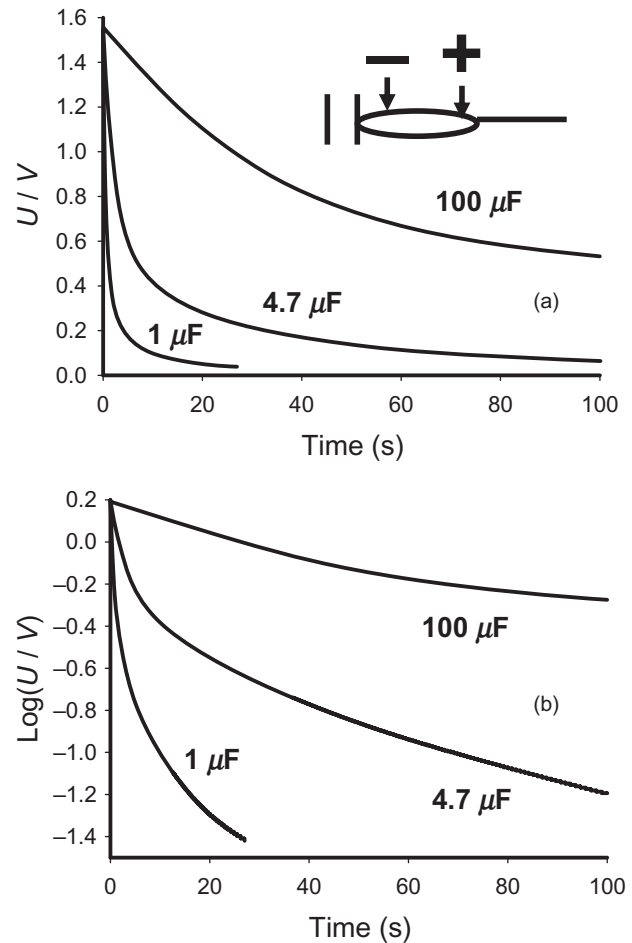 1.6
1.4
1.2
1.0
0.8
0.6
0.4
0.2
0.0
U / V
− +
100 μF
4.7 μF
1 μF
(a)
0 20 40 60 80 100
Time (s)
0.2
0.0
–0.2
–0.4
–0.6
–0.8
–1.0
–1.2
–1.4
Log(U / V)
100 μF
(b)
1 μF
4.7 μF
0 20 40 60 80 100
Time (s)